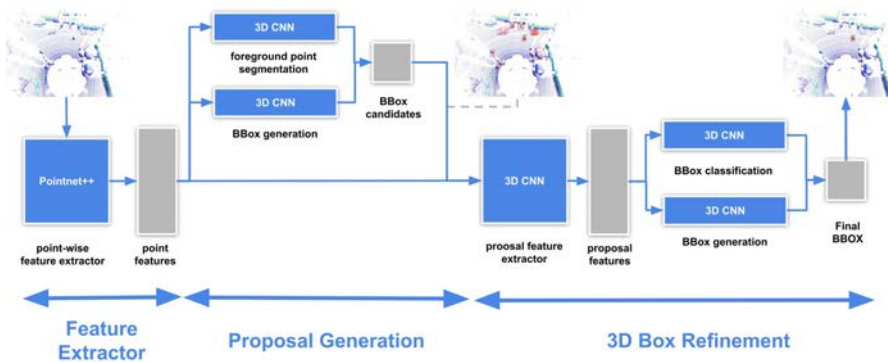 3D CNN
foreground point
segmentation
3D CNN
BBox generation
BBox
candidates
Pointnet++
point-wise
feature extractor
point
features
3D CNN
proosal feature
extractor
proposal
features
3D CNN
BBox classification
3D CNN
BBox generation
Final
BBOX
Feature
Extractor
Proposal Generation
3D Box Refinement